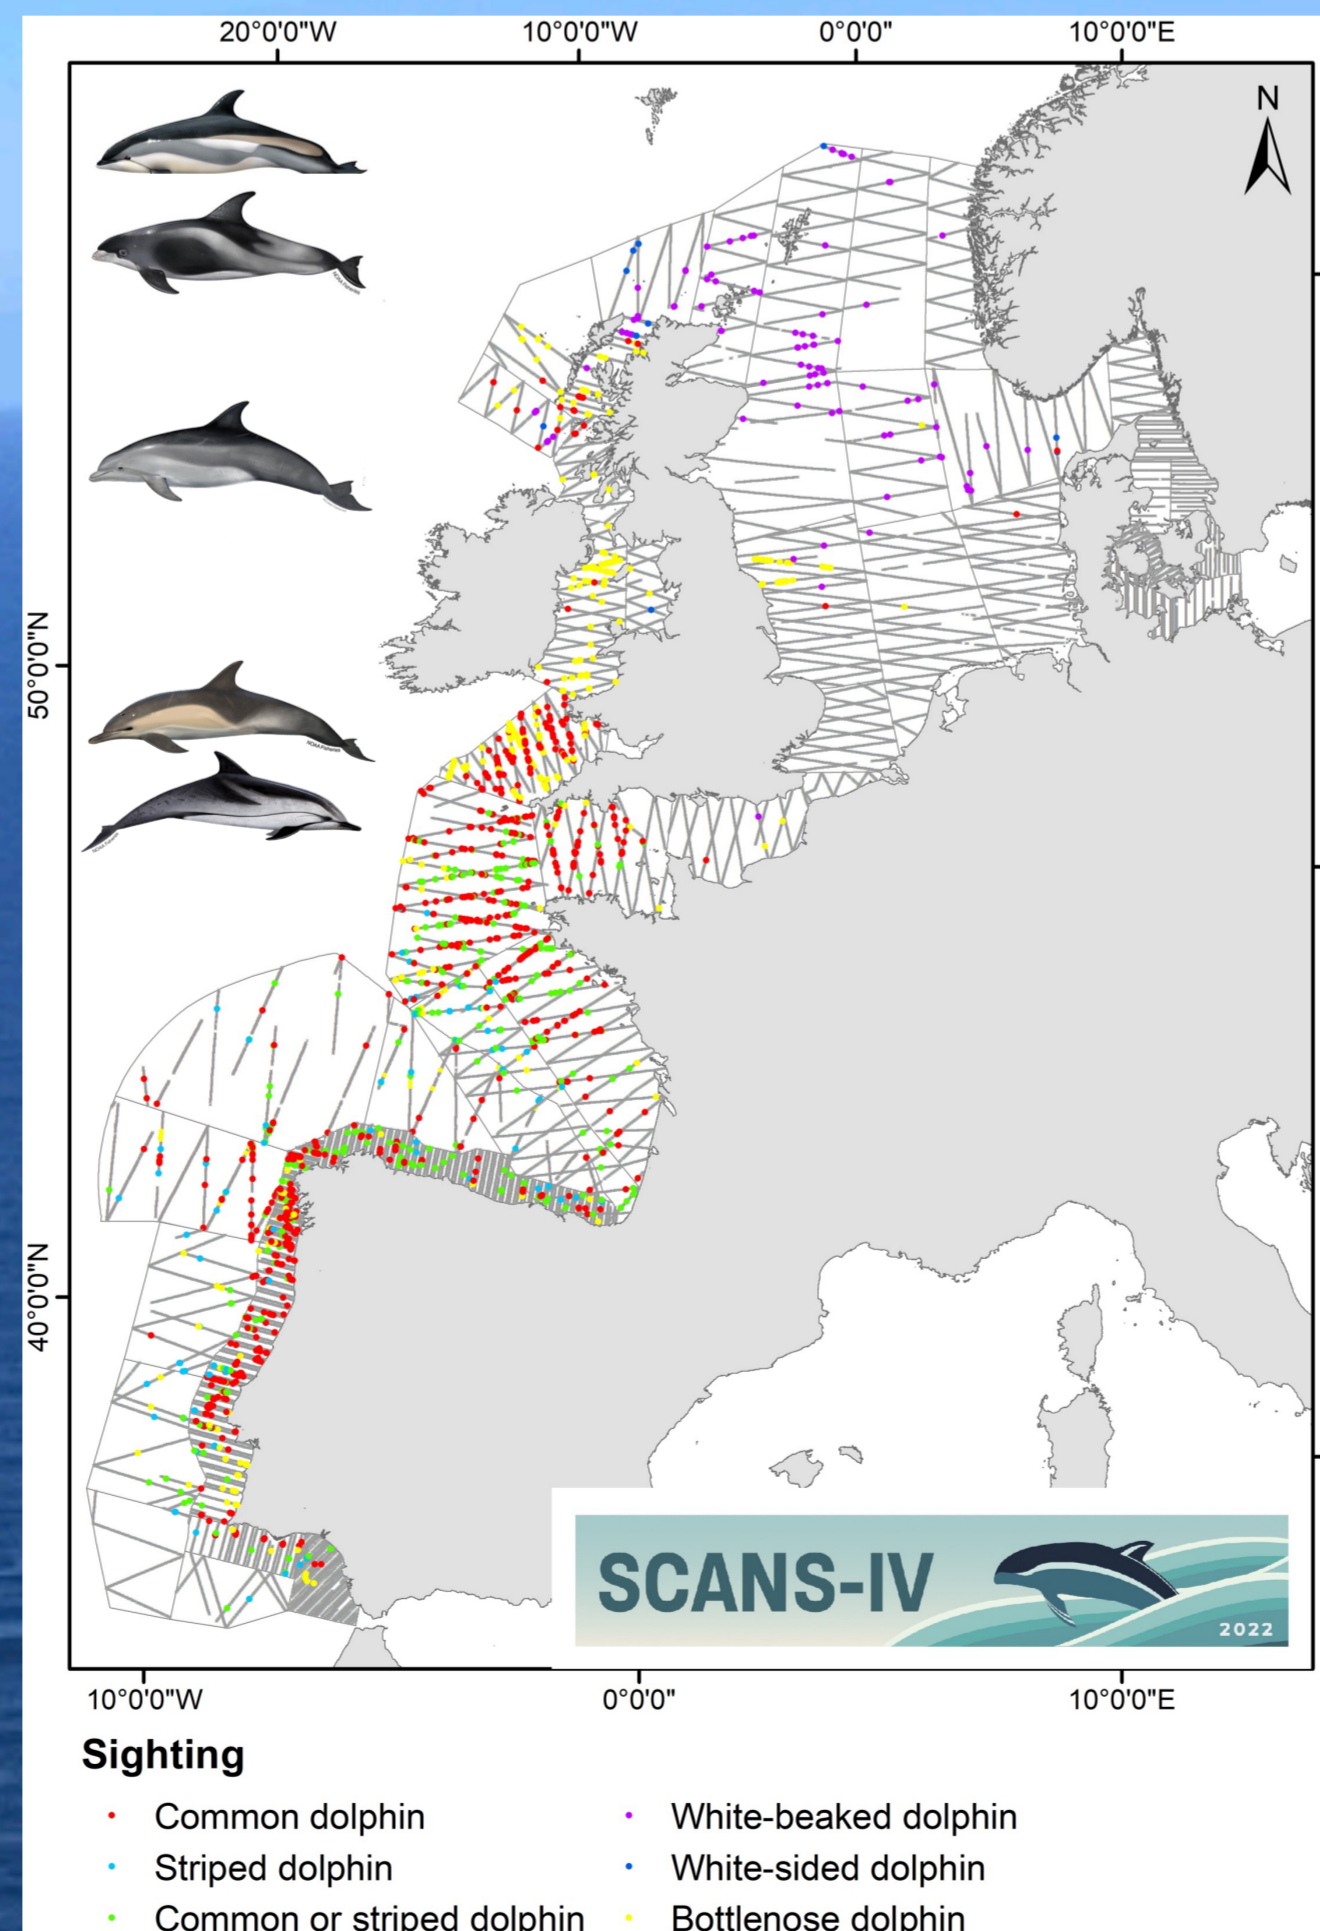 20°0'0"W 10°0'0"W 0°0'0" 10°0'0"E
N
50°0'0"N
40°0'0"N
SCANS-IV
2022
10°0'0"W 0°0'0" 10°0'0"E
Sighting
Common dolphin
Striped dolphin
Common or striped dolphin
White-beaked dolphin
White-sided dolphin
Bottlenose dolphin